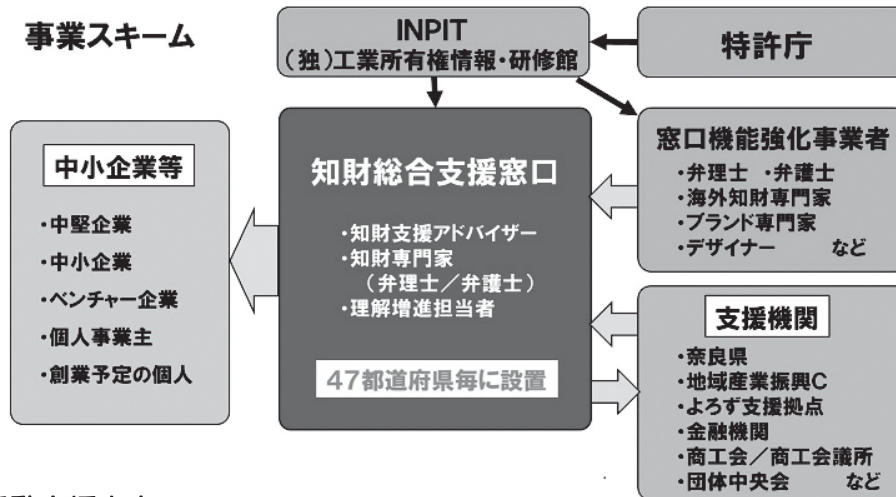 事業スキーム
INPIT
（独）工業所有権情報・研修館
特許庁
中小企業等
・中堅企業
・中小企業
・ベンチャー企業
・個人事業主
・創業予定の個人
知財総合支援窓口
・知財支援アドバイザー
・知財専門家
（弁理士／弁護士）
・理解増進担当者
47都道府県毎に設置
窓口機能強化事業者
・弁理士　・弁護士
・海外知財専門家
・ブランド専門家
・デザイナー　　など
支援機関
・奈良県
・地域産業振興C
・よろず支援拠点
・金融機関
・商工会／商工会議所
・団体中央会　　など